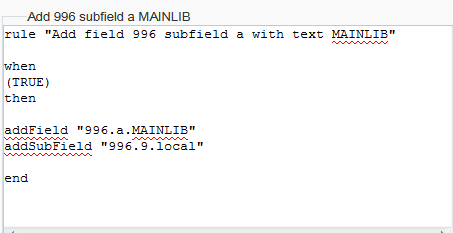 Add 996 subfield a MAINLIB
rule "Add field 996 subfield a with text MAINLIB"
when
(TRUE)
then
addField "996.a.MAINLIB"
addSubField "996.9.local"
end